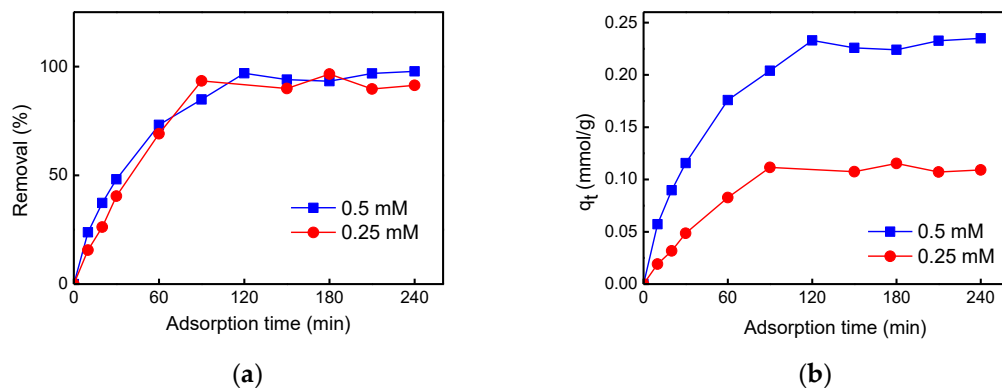 100
50
0
Removal (%)
0.5 mM
0.25 mM
0 60 120 180 240
Adsorption time (min)
(a)
0.25
0.20
0.15
0.10
0.05
0.00
qt (mmol/g)
0.5 mM
0.25 mM
0 60 120 180 240
Adsorption time (min)
(b)